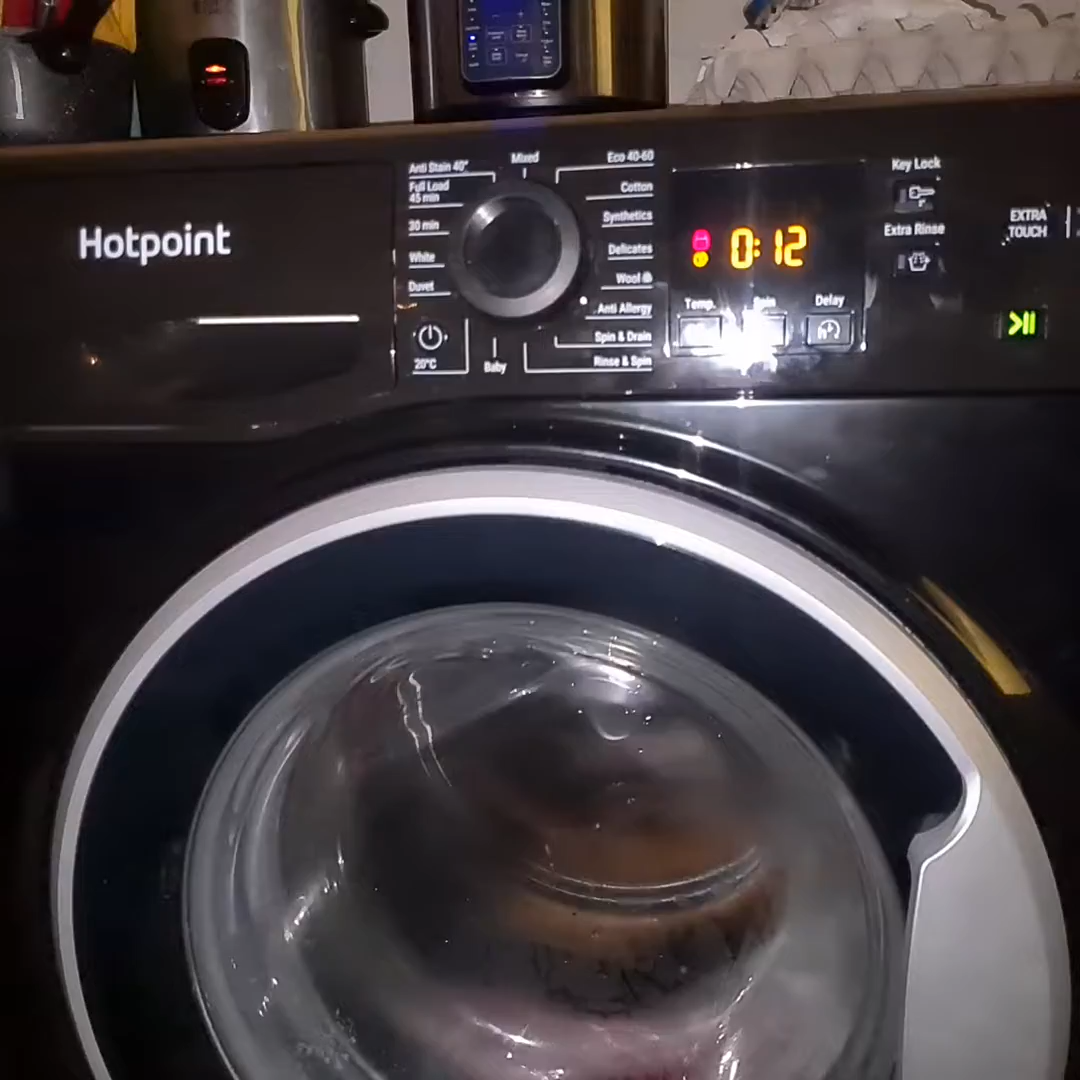 Hotpoint
Anti Stain 40°
Full Load
45 min
30 min
White
Duvet
20°C
Mixed
Baby
Eco 40-60
Cotton
Synthetics
Delicates
Wool
Anti Allergy
Spin & Drain
Rinse & Spin
0:12
Temp.
Spin
Delay
Key Lock
Extra Rinse
EXTRA
TOUCH